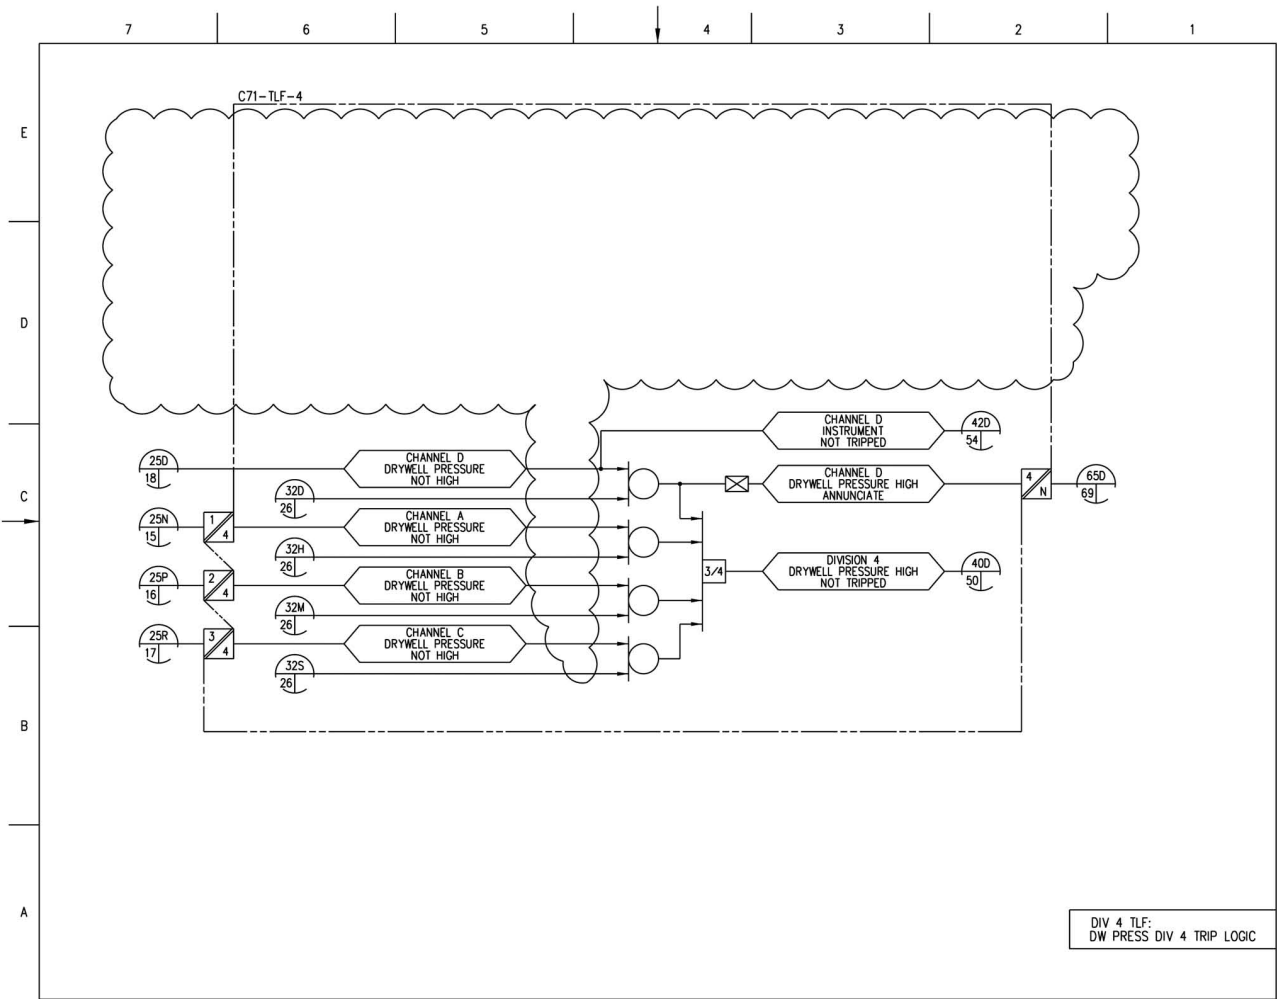 7
6
5
4
3
2
1
E
D
C
B
A
C71-TLF-4
CHANNEL D
INSTRUMENT
NOT TRIPPED
42D
54
25D
18
CHANNEL D
DRYWELL PRESSURE
NOT HIGH
32D
26
CHANNEL D
DRYWELL PRESSURE HIGH
ANNUNCIATE
4
N
65D
69
25N
15
1
4
CHANNEL A
DRYWELL PRESSURE
NOT HIGH
32H
26
25P
16
2
4
CHANNEL B
DRYWELL PRESSURE
NOT HIGH
3/4
DIVISION 4
DRYWELL PRESSURE HIGH
NOT TRIPPED
40D
50
32M
26
25R
17
3
4
CHANNEL C
DRYWELL PRESSURE
NOT HIGH
32S
26
DIV 4 TLF:
DW PRESS DIV 4 TRIP LOGIC